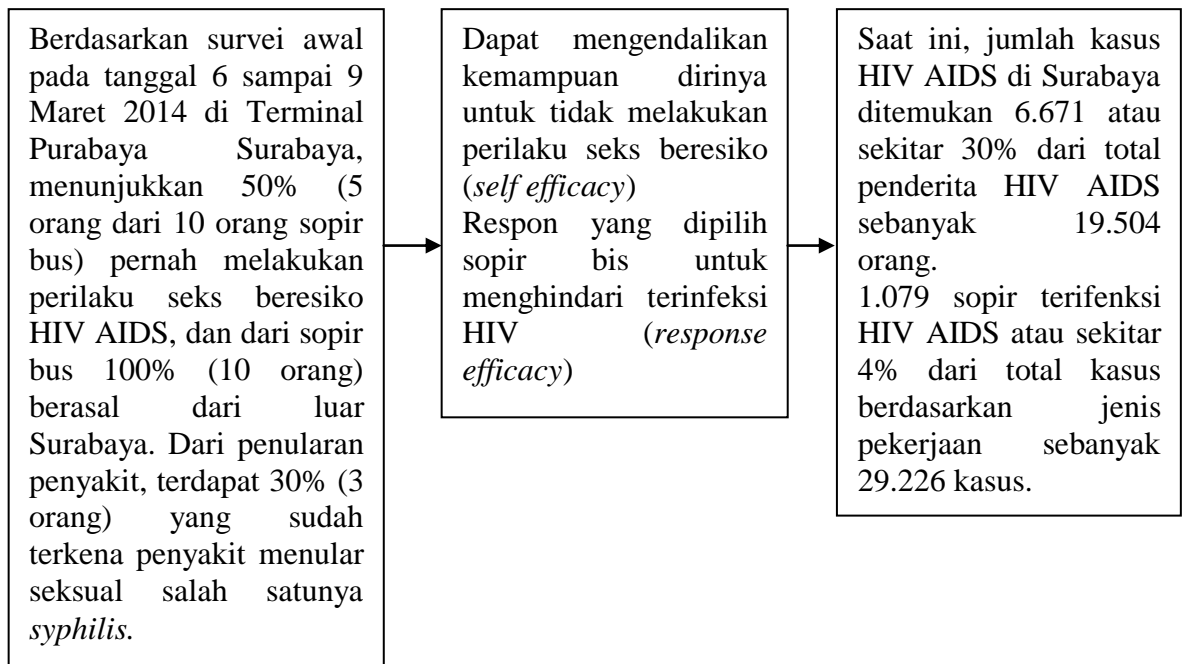 Berdasarkan survei awal
pada tanggal 6 sampai 9
Maret 2014 di Terminal
Purabaya Surabaya,
menunjukkan 50% (5
orang dari 10 orang sopir
bus) pernah melakukan
perilaku seks beresiko
HIV AIDS, dan dari sopir
bus 100% (10 orang)
berasal dari luar
Surabaya. Dari penularan
penyakit, terdapat 30% (3
orang) yang sudah
terkena penyakit menular
seksual salah satunya
syphilis.
Dapat mengendalikan
kemampuan dirinya
untuk tidak melakukan
perilaku seks beresiko
(self efficacy)
Respon yang dipilih
sopir bis untuk
menghindari terinfeksi
HIV (response
efficacy)
Saat ini, jumlah kasus
HIV AIDS di Surabaya
ditemukan 6.671 atau
sekitar 30% dari total
penderita HIV AIDS
sebanyak 19.504
orang.
1.079 sopir terifenksi
HIV AIDS atau sekitar
4% dari total kasus
berdasarkan jenis
pekerjaan sebanyak
29.226 kasus.